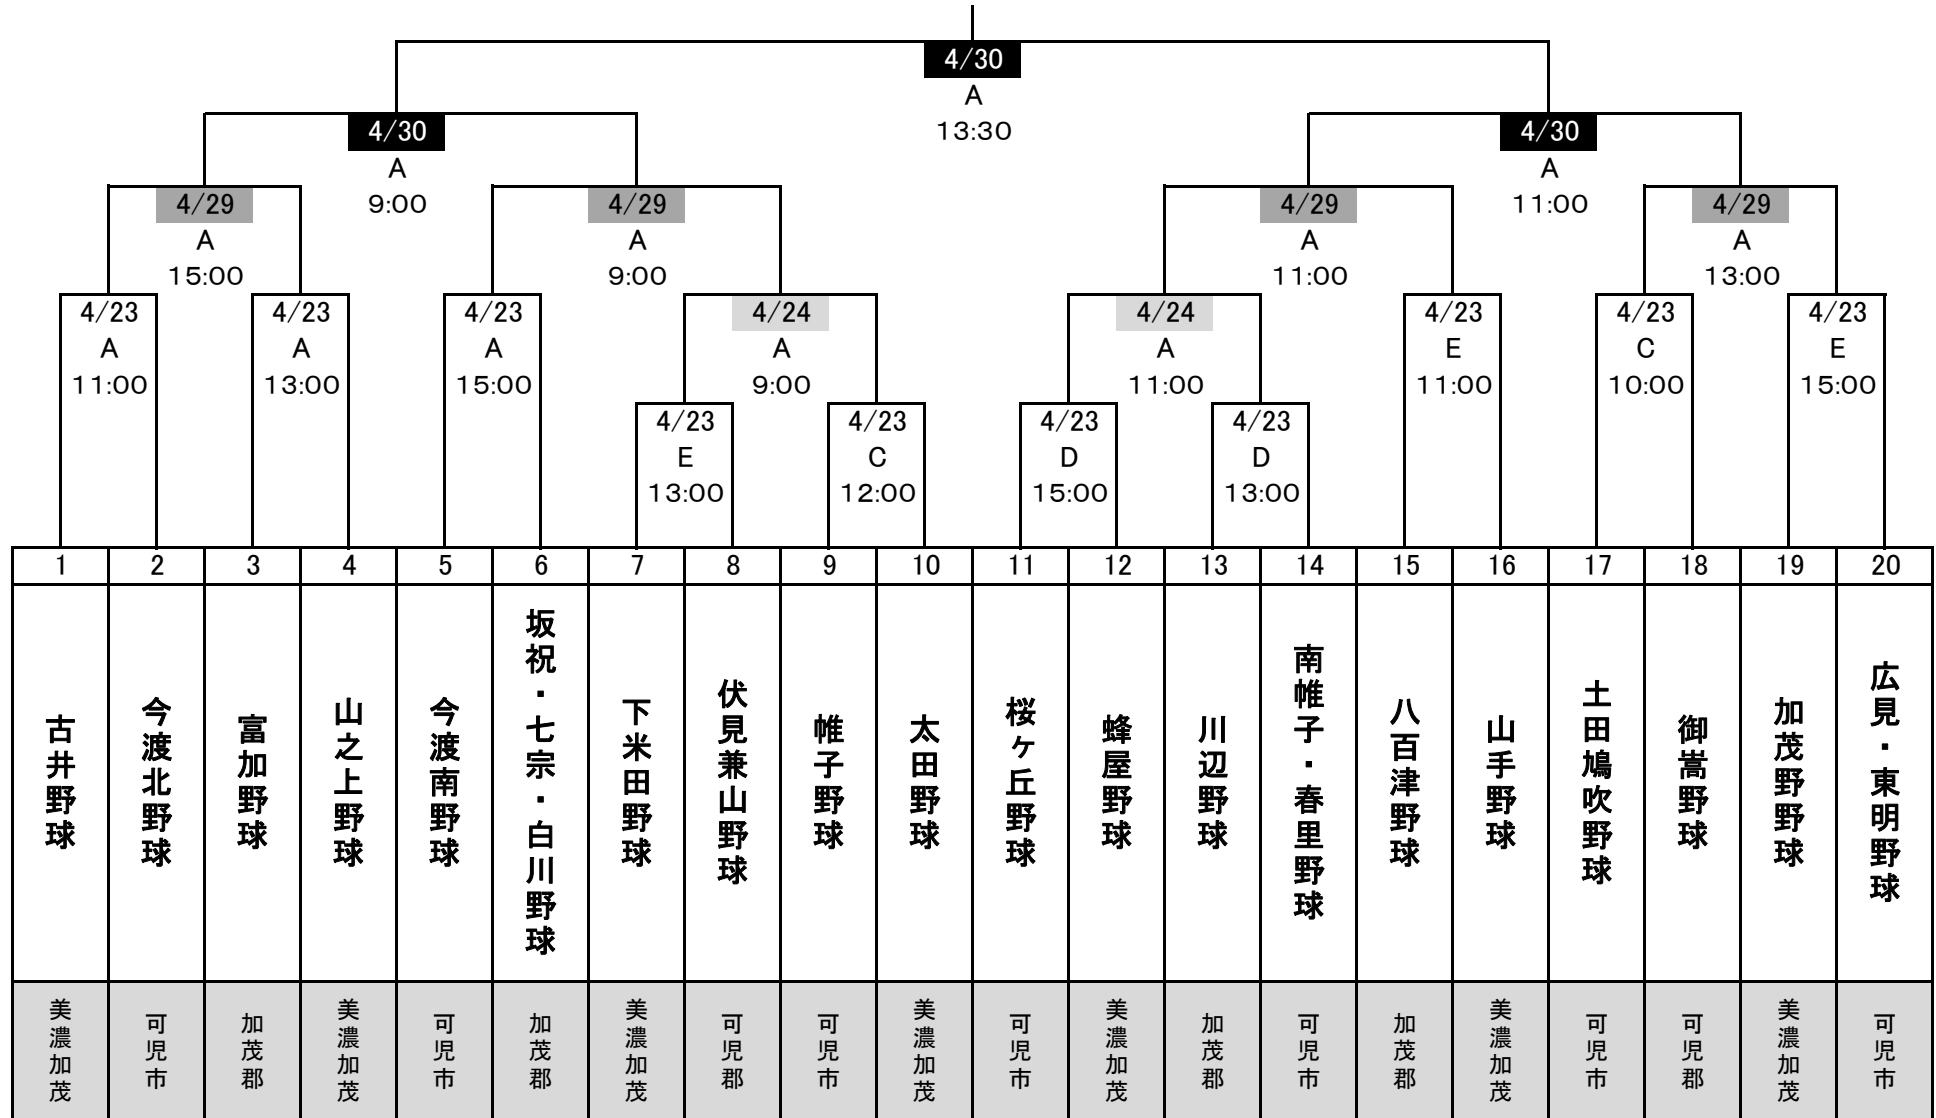 4/30
A
13:30
4/30
A
9:00
4/30
A
11:00
4/29
A
15:00
4/29
A
9:00
4/29
A
11:00
4/29
A
13:00
4/23
A
11:00
4/23
A
13:00
4/23
A
15:00
4/24
A
9:00
4/24
A
11:00
4/23
E
11:00
4/23
C
10:00
4/23
E
15:00
4/23
E
13:00
4/23
C
12:00
4/23
D
15:00
4/23
D
13:00
1 2 3 4 5 6 7 8 9 10 11 12 13 14 15 16 17 18 19 20
古井野球
今渡北野球
富加野球
山之上野球
今渡南野球
坂祝・七宗・白川野球
下米田野球
伏見兼山野球
帷子野球
太田野球
桜ヶ丘野球
蜂屋野球
川辺野球
南帷子・春里野球
八百津野球
山手野球
土田鳩吹野球
御嵩野球
加茂野野球
広見・東明野球
美濃加茂
可児市
加茂郡
美濃加茂
可児市
加茂郡
美濃加茂
可児郡
可児市
美濃加茂
可児市
美濃加茂
加茂郡
可児市
加茂郡
美濃加茂
可児市
可児郡
美濃加茂
可児市